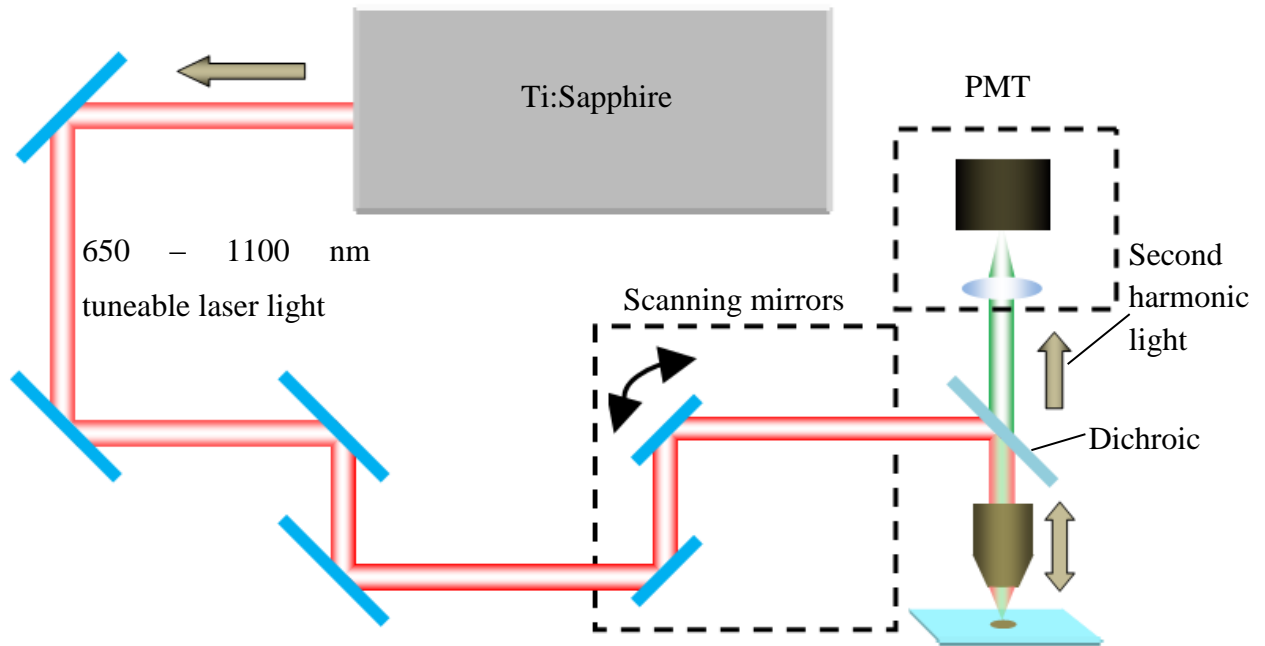 Ti:Sapphire
PMT
650 – 1100 nm
tuneable laser light
Scanning mirrors
Second
harmonic
light
Dichroic